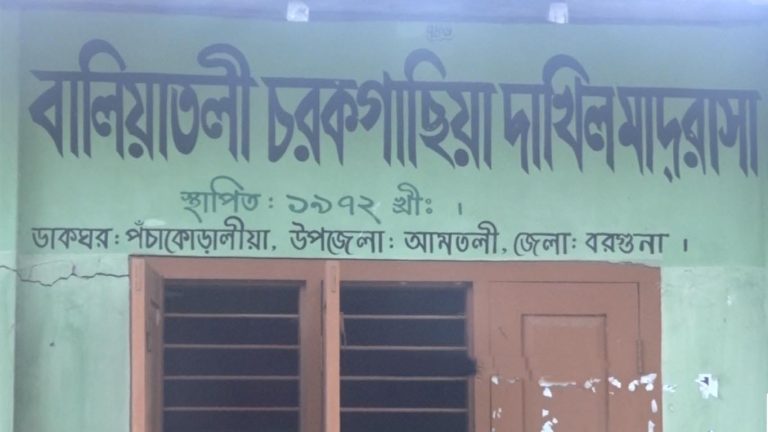 বালিয়াতলী চরকগাছিয়া দাখিল মাদ্রাসা
স্থাপিত : ১৯৭২ খ্রীঃ ।
ডাকঘর : পঁচাকোড়ালীয়া, উপজেলা : আমতলী, জেলা : বরগুনা ।